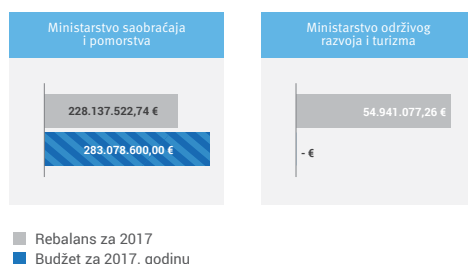 Ministarstvo saobraćaja
i pomorstva
228.137.522,74 €
283.078.600,00 €
Ministarstvo održivog
razvoja i turizma
54.941.077,26 €
- €
Rebalans za 2017
Budžet za 2017. godinu